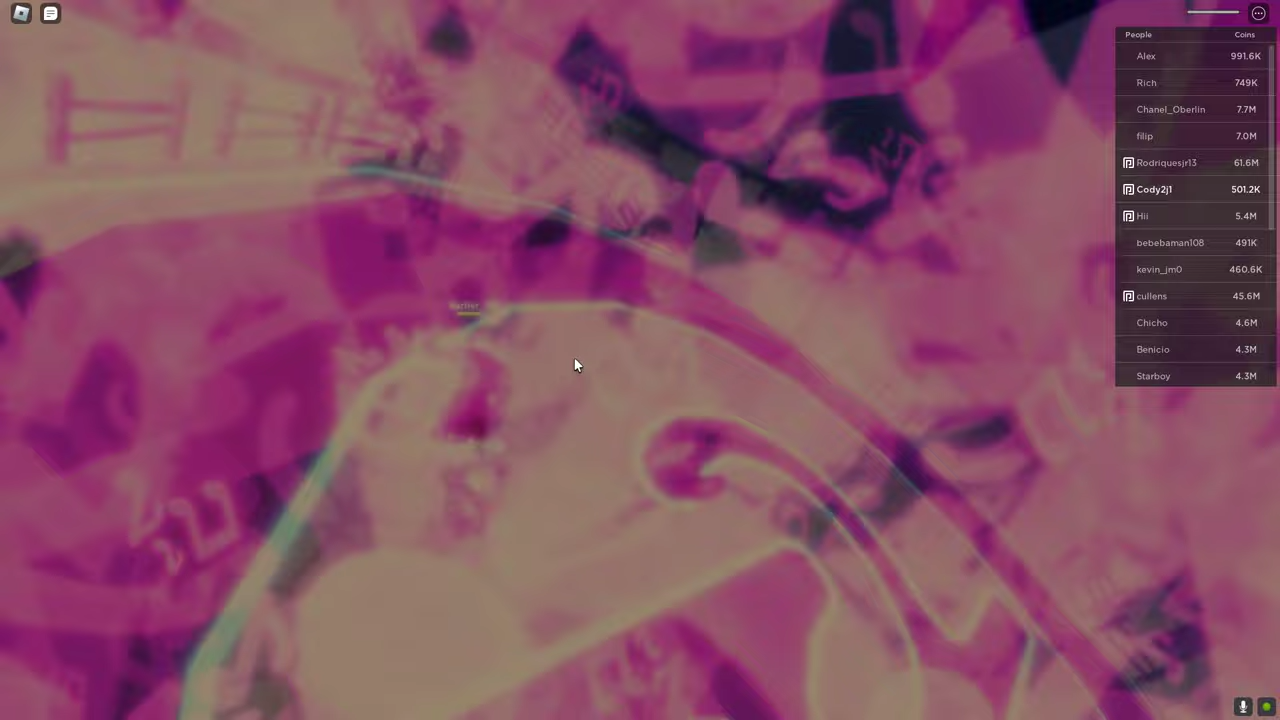 People Coins
Alex 991.6K
Rich 749K
Chanel_Oberlin 7.7M
filip 7.0M
Rodriquesjr13 61.6M
Cody2j1 501.2K
Hii 5.4M
bebebaman108 491K
kevin_jm0 460.6K
cullens 45.6M
Chicho 4.6M
Benicio 4.3M
Starboy 4.3M